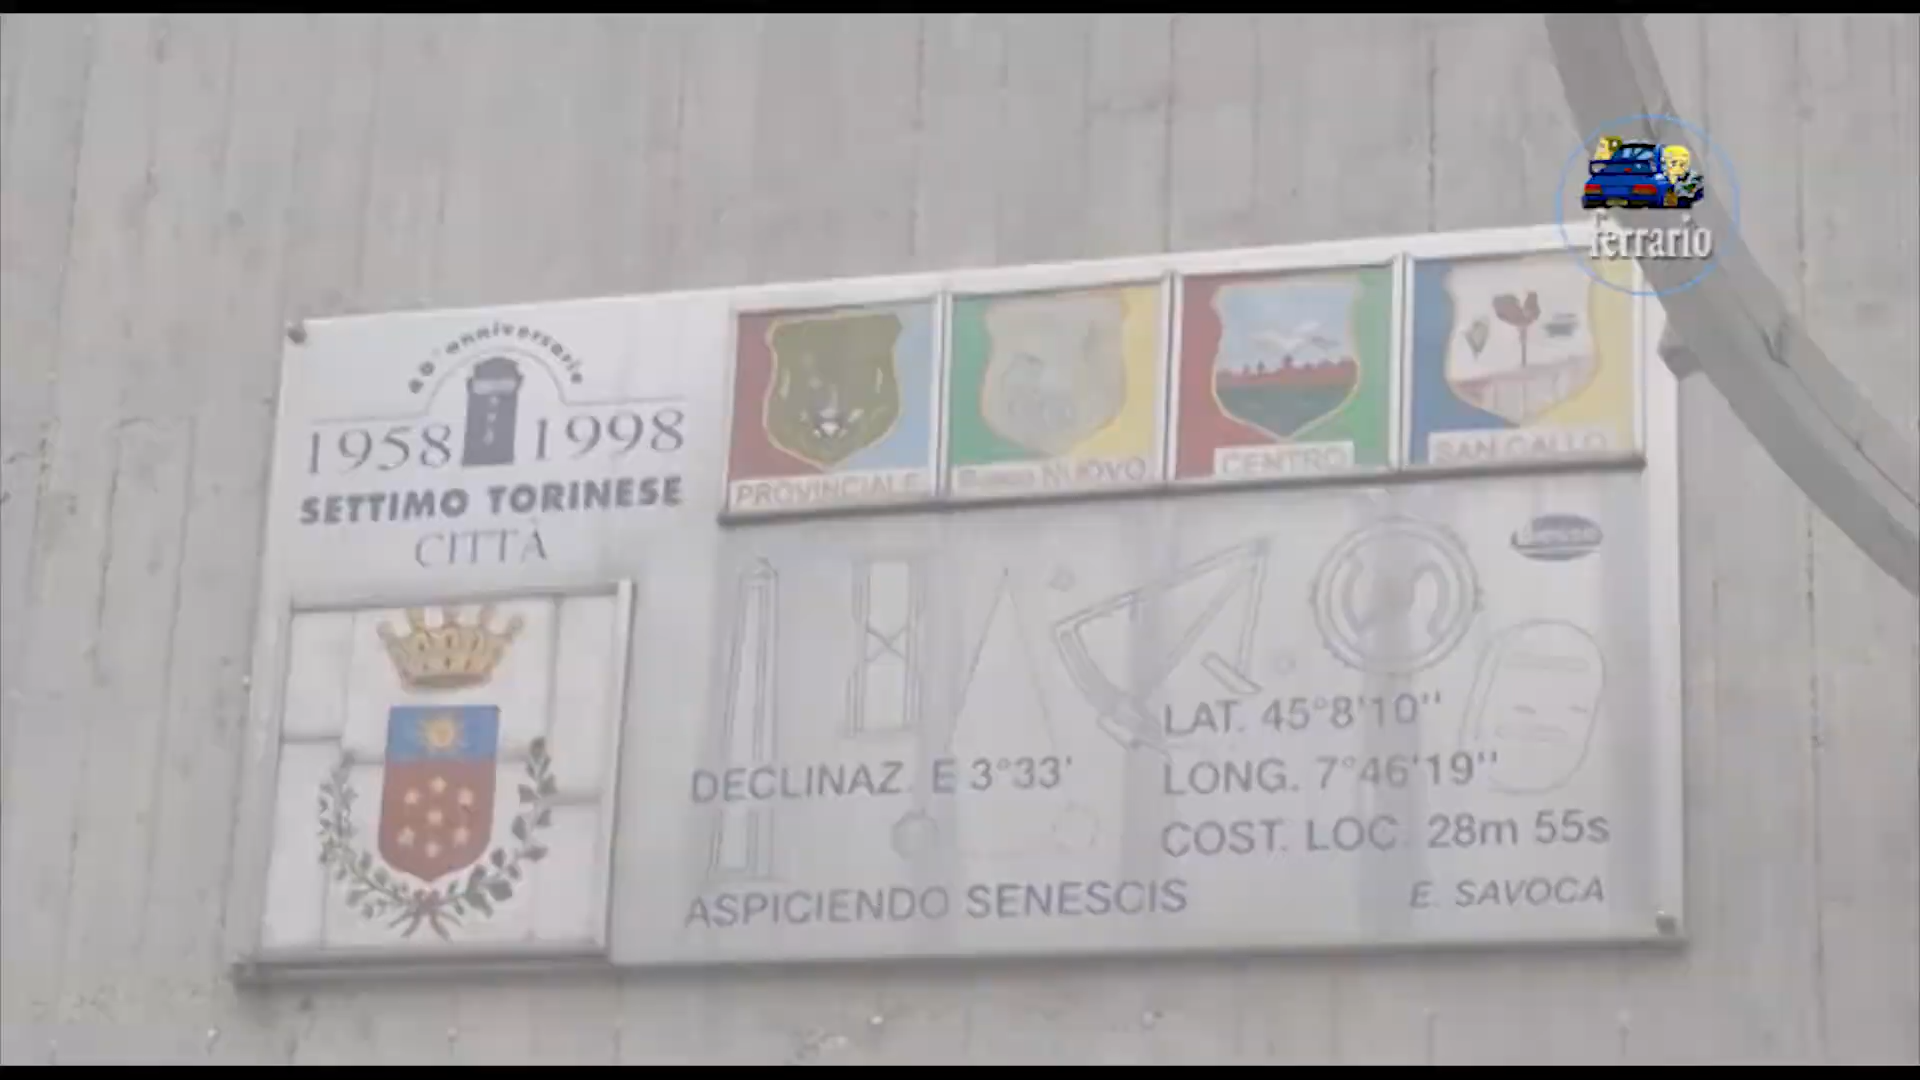 ferrario
40° anniversario
1958 1998
SETTIMO TORINESE
CITTÀ
PROVINCIALE
Borgo NUOVO
CENTRO
SAN GALLO
LAT. 45°8'10"
DECLINAZ. E 3°33'
LONG. 7°46'19"
COST. LOC. 28m 55s
ASPICIENDO SENESCIS
E. SAVOCA